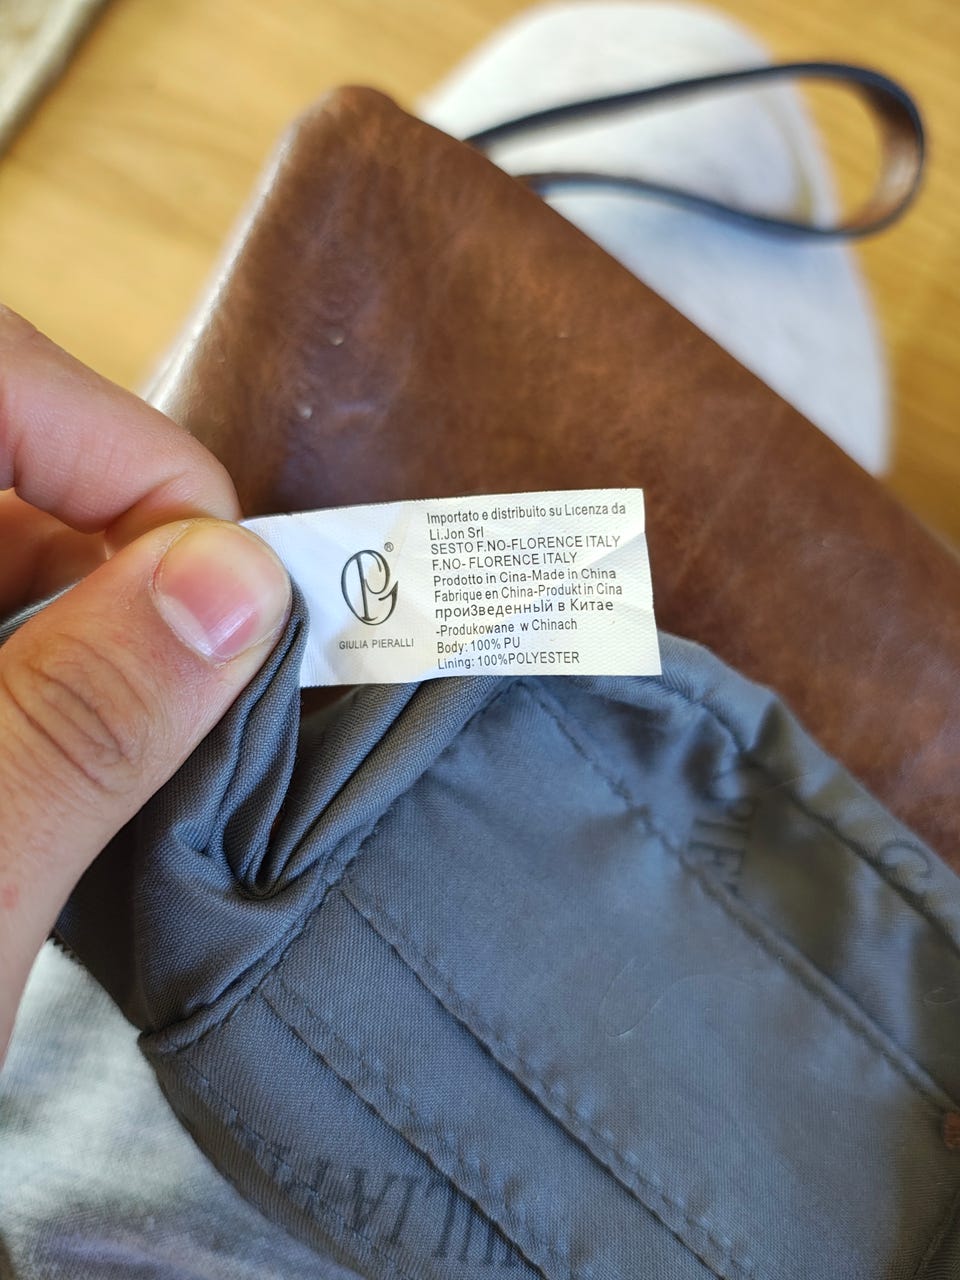 ®
GIULIA PIERALLI
Importato e distribuito su Licenza da
Li.Jon Srl
SESTO F.NO-FLORENCE ITALY
F.NO- FLORENCE ITALY
Prodotto in Cina-Made in China
Fabrique en China-Produkt in Cina
прои3веденный в Китае
-Produkowane w Chinach
Body: 100% PU
Lining: 100%POLYESTER